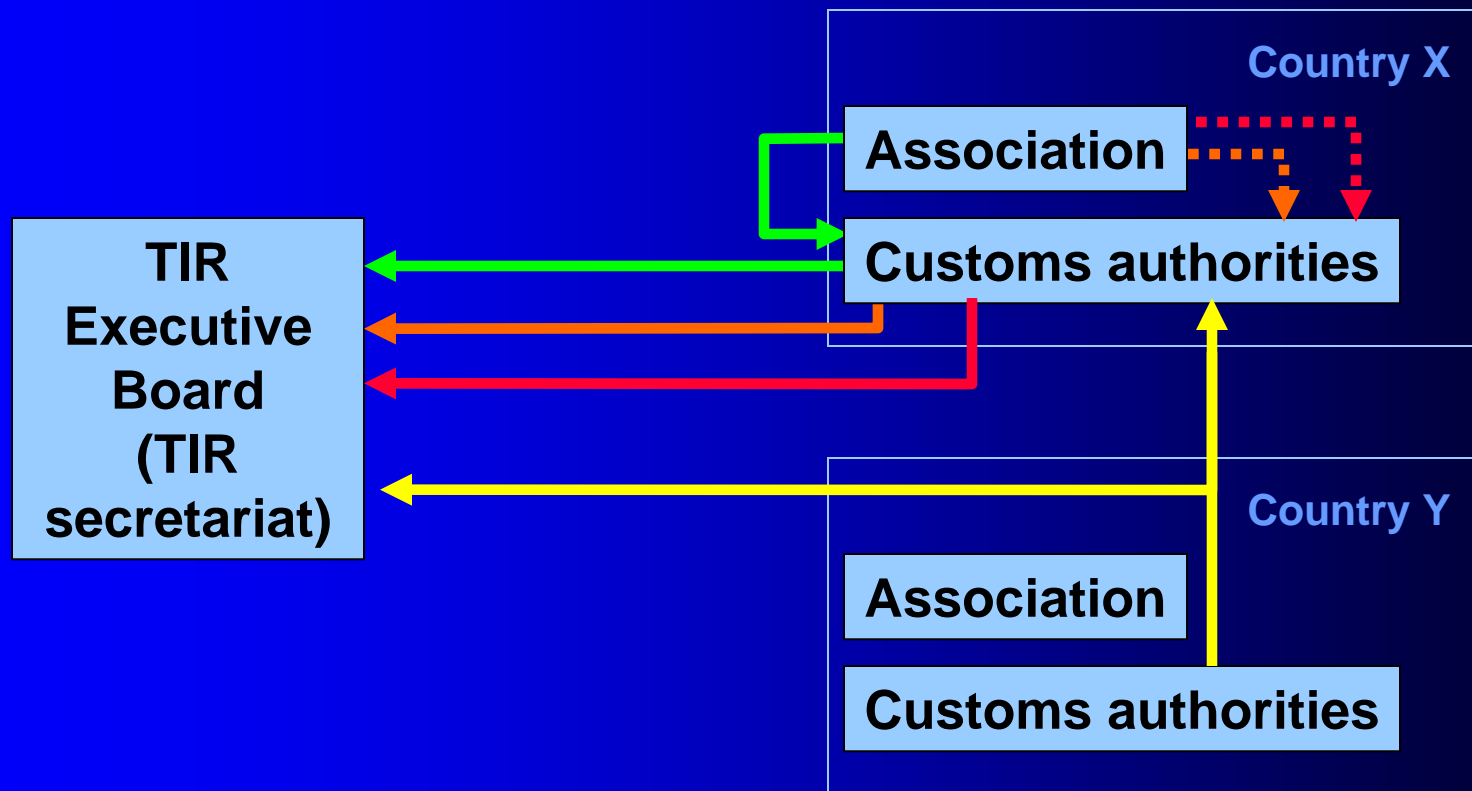 Country X
Association
Customs authorities
TIR
Executive
Board
(TIR
secretariat)
Country Y
Association
Customs authorities